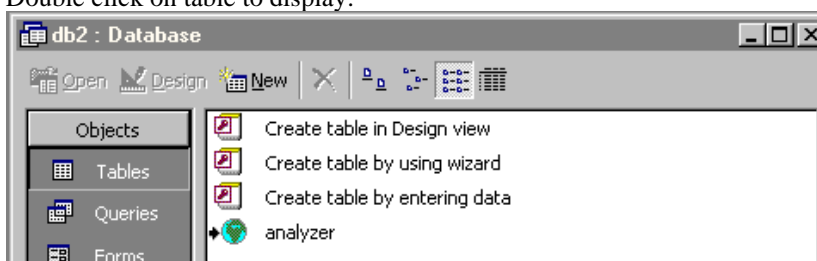 Double click on table to display:
db2 : Database
Open Design New
Objects
Create table in Design view
Tables
Create table by using wizard
Queries
Create table by entering data
Forms
analyzer